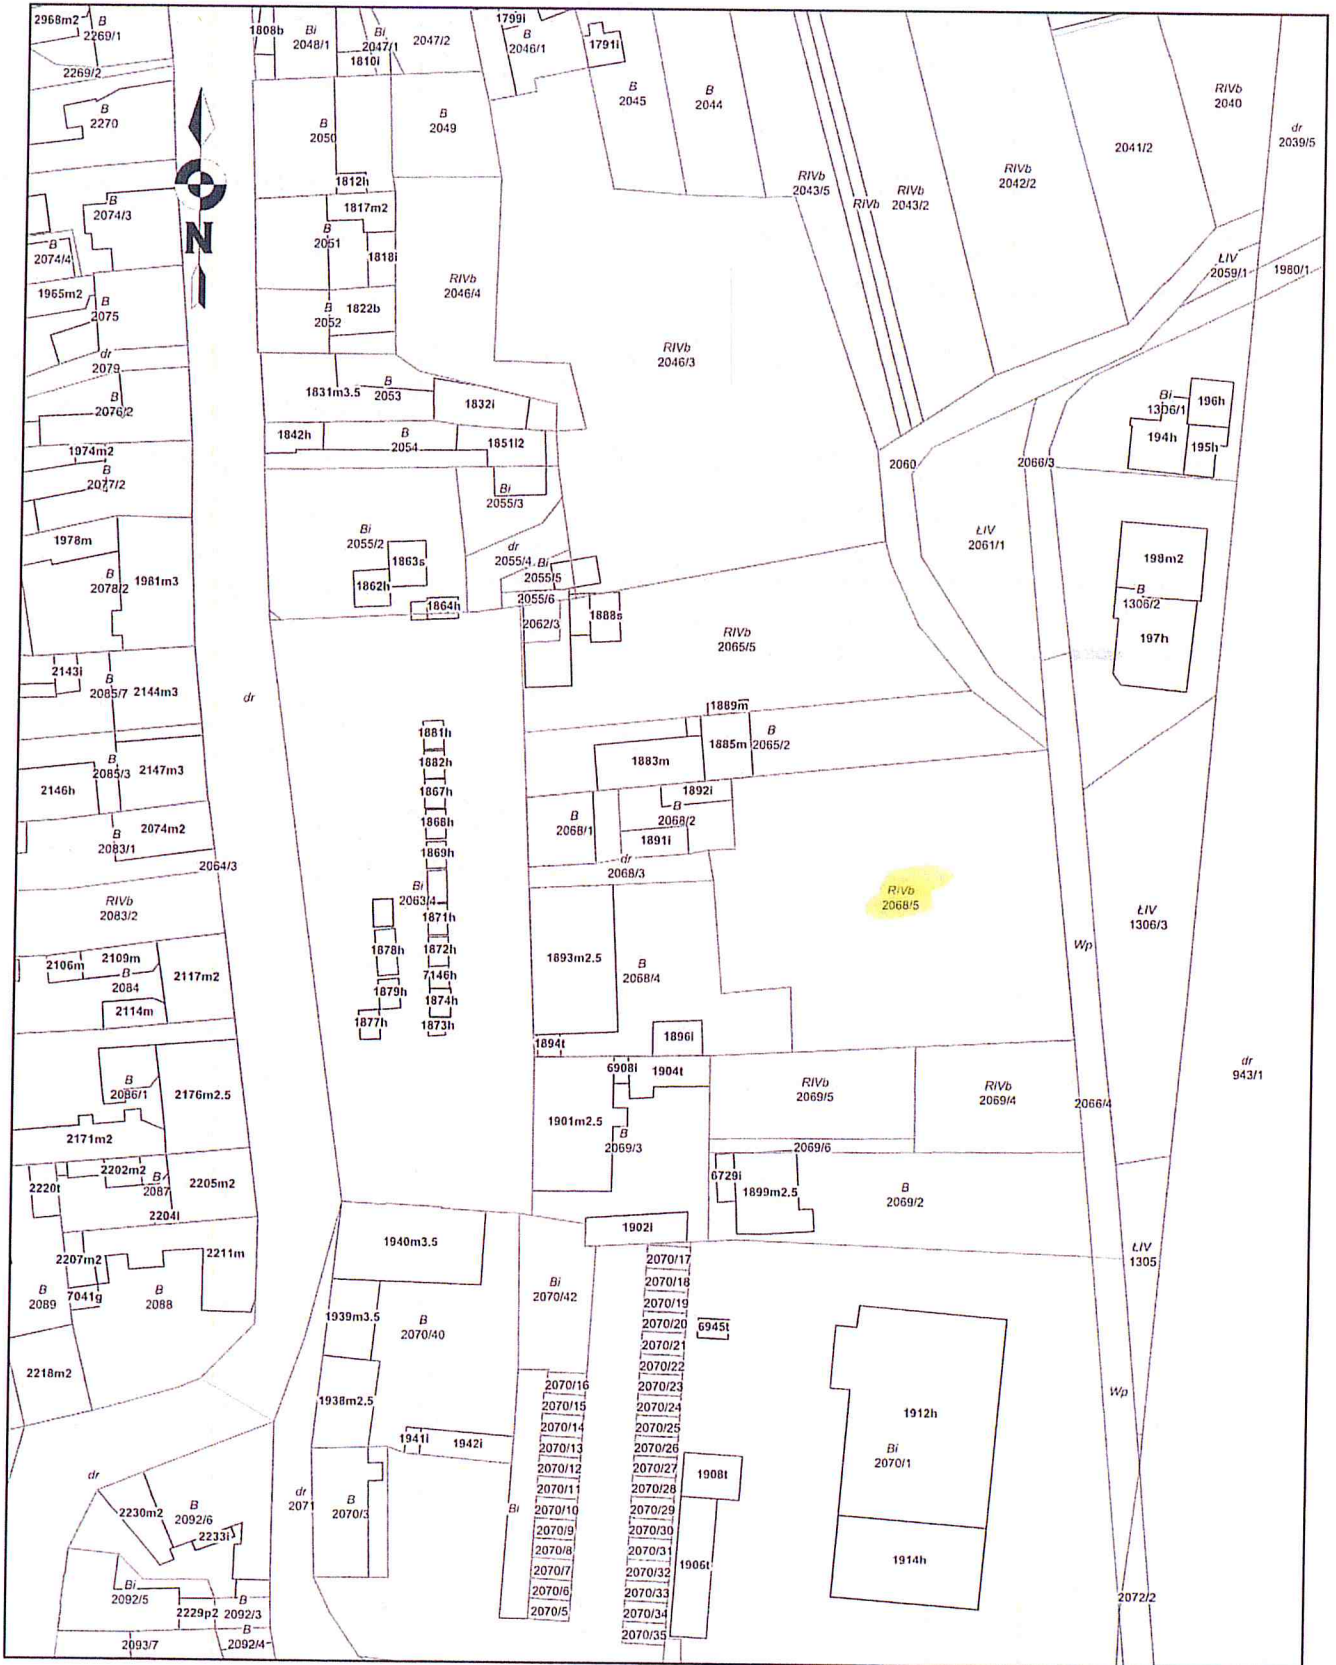 2968m2
B
2269/1
2269/2
B
2270
1808b
Bi
2048/1
Bi
2047/1
1810i
2047/2
1799i
B
2046/1
1791i
B
2045
B
2044
RIVb
2040
dr
2039/5
B
2050
B
2049
2041/2
RIVb
2042/2
RIVb
2043/5
RIVb
RIVb
2043/2
N
B
2074/3
B
2074/4
1965m2
B
2075
dr
2079
B
2076/2
1974m2
B
2077/2
1812h
1817m2
B
2051
1818i
1822b
B
2052
RIVb
2046/4
RIVb
2046/3
ŁIV
2059/1
1980/1
1831m3.5
B
2053
1832i
1842h
B
2054
1851l2
Bi
2055/3
Bi
1306/1
196h
194h
195h
2060
2066/3
ŁIV
2061/1
198m2
B
1306/2
197h
1978m
B
2078/2
1981m3
Bi
2055/2
1863s
1862h
1864h
dr
2055/4
Bi
2055/5
2055/6
2062/3
1888s
RIVb
2065/5
2143i
B
2085/7
2144m3
dr
B
2085/3
2147m3
2146h
2074m2
B
2083/1
2064/3
RIVb
2083/2
1881h
1882h
1867h
1868h
1869h
Bi
2063/4
1871h
1872h
7146h
1874h
1873h
1878h
1879h
1877h
1889m
1885m
B
2065/2
1883m
1892i
B
2068/2
B
2068/1
1891i
dr
2068/3
RIVb
2068/5
ŁIV
1306/3
Wp
1893m2.5
B
2068/4
1894t
1896i
2106m
2109m
B
2084
2117m2
2114m
B
2086/1
2176m2.5
2171m2
6908i
1904t
1901m2.5
B
2069/3
RIVb
2069/5
RIVb
2069/4
2066/4
dr
943/1
2069/6
6729i
1899m2.5
B
2069/2
2220t
2202m2
B
2087
2205m2
2204i
2207m2
2211m
7041g
B
2089
B
2088
2218m2
1940m3.5
1902i
Bi
2070/42
1939m3.5
B
2070/40
1938m2.5
1941i
1942i
ŁIV
1305
2070/17
2070/18
2070/19
2070/20
2070/21
2070/22
2070/23
2070/24
2070/25
2070/26
2070/27
2070/28
2070/29
2070/30
2070/31
2070/32
2070/33
2070/34
2070/35
6945t
2070/16
2070/15
2070/14
2070/13
2070/12
2070/11
2070/10
2070/9
2070/8
2070/7
2070/6
2070/5
Bi
1908t
1906t
1912h
Bi
2070/1
1914h
Wp
2072/2
dr
2230m2
B
2092/6
2233i
dr
2071
B
2070/3
Bi
2092/5
2229p2
B
2092/3
B
2092/4
2093/7